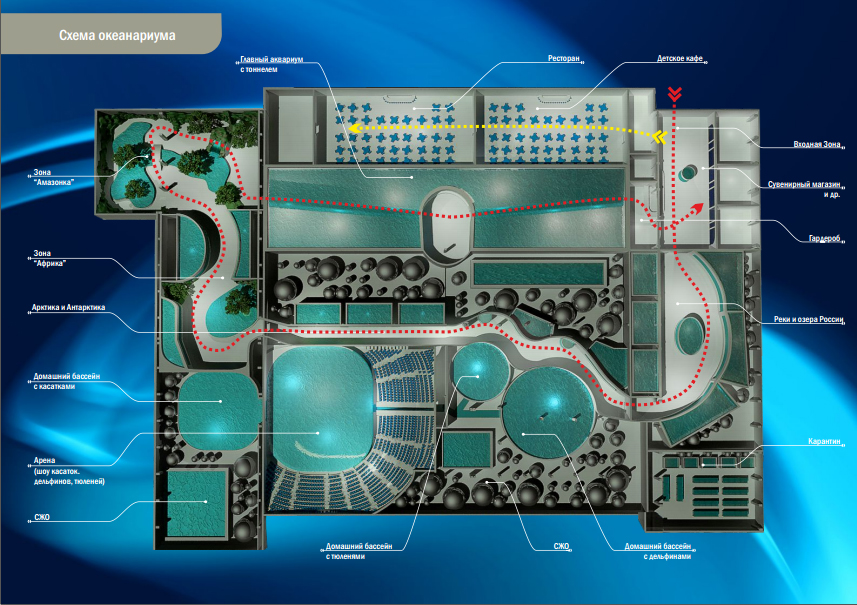 Схема океанариума
Главный аквариум
с тоннелем
Ресторан
Детское кафе
Входная Зона
Сувенирный магазин
и др.
Гардероб
Реки и озера России
Карантин
Зона
"Амазонка"
Зона
"Африка"
Арктика и Антарктика
Домашний бассейн
с касатками
Арена
(шоу касаток,
дельфинов, тюленей)
СЖО
Домашний бассейн
с тюленями
СЖО
Домашний бассейн
с дельфинами